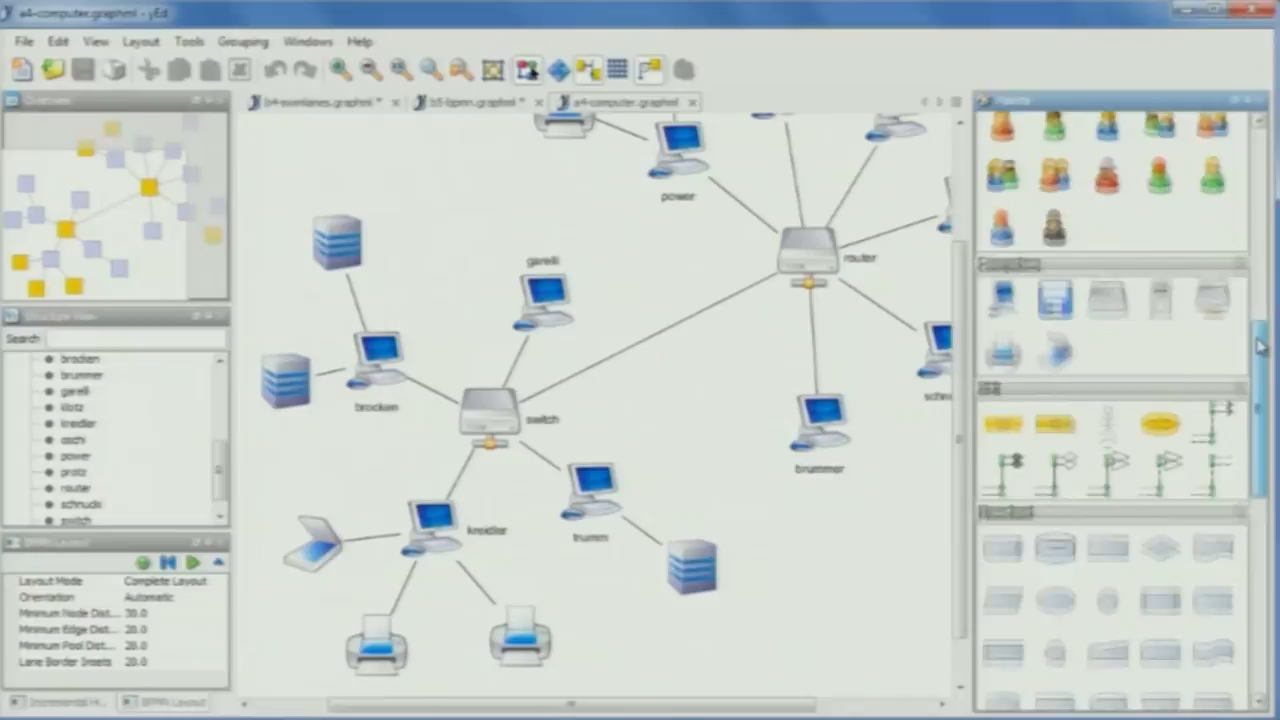 a4-computer.graphml - yEd
File Edit View Layout Tools Grouping Windows Help
b4-swimlanes.graphml * b5-bpmn.graphml * a4-computer.graphml
Overview
Palette
power
router
garelli
brocken
switch
brummer
kreidler
trumm
Structure View
Search
brocken
brummer
garelli
klotz
kreidler
power
protz
router
schnucki
switch
BPMN Layout
Layout Mode Complete Layout
Orientation Automatic
Minimum Node Dist... 30.0
Minimum Edge Dist... 20.0
Minimum Pool Dist... 20.0
Lane Border Insets 20.0
Incremental H... BPMN Layout